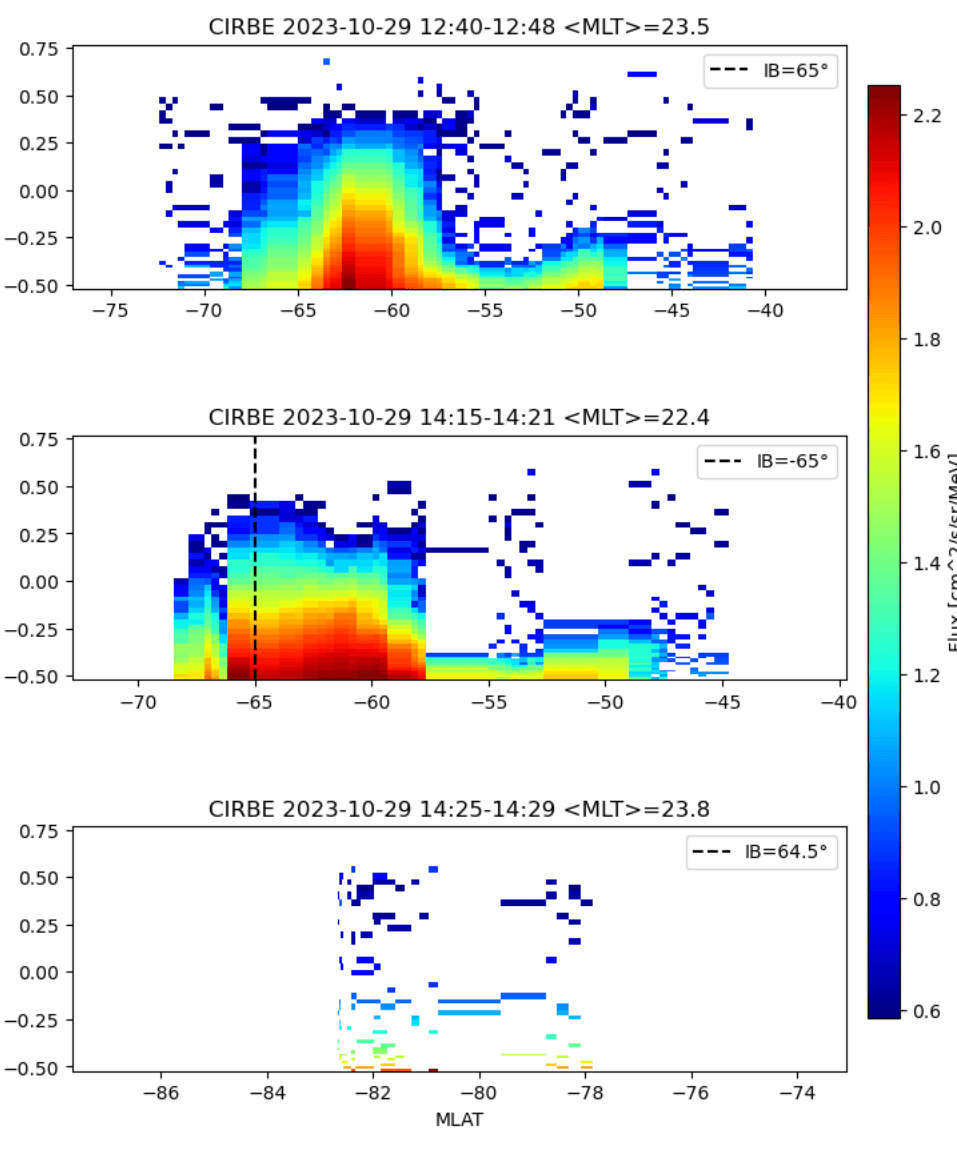 CIRBE 2023-10-29 12:40-12:48 <MLT>=23.5
0.75
0.50
0.25
0.00
−0.25
−0.50
IB=65°
−75 −70 −65 −60 −55 −50 −45 −40
CIRBE 2023-10-29 14:15-14:21 <MLT>=22.4
0.75
0.50
0.25
0.00
−0.25
−0.50
IB=-65°
−70 −65 −60 −55 −50 −45 −40
CIRBE 2023-10-29 14:25-14:29 <MLT>=23.8
0.75
0.50
0.25
0.00
−0.25
−0.50
IB=64.5°
−86 −84 −82 −80 −78 −76 −74
MLAT
2.2
2.0
1.8
1.6
1.4
1.2
1.0
0.8
0.6
Flux [cm^2/s/sr/MeV]